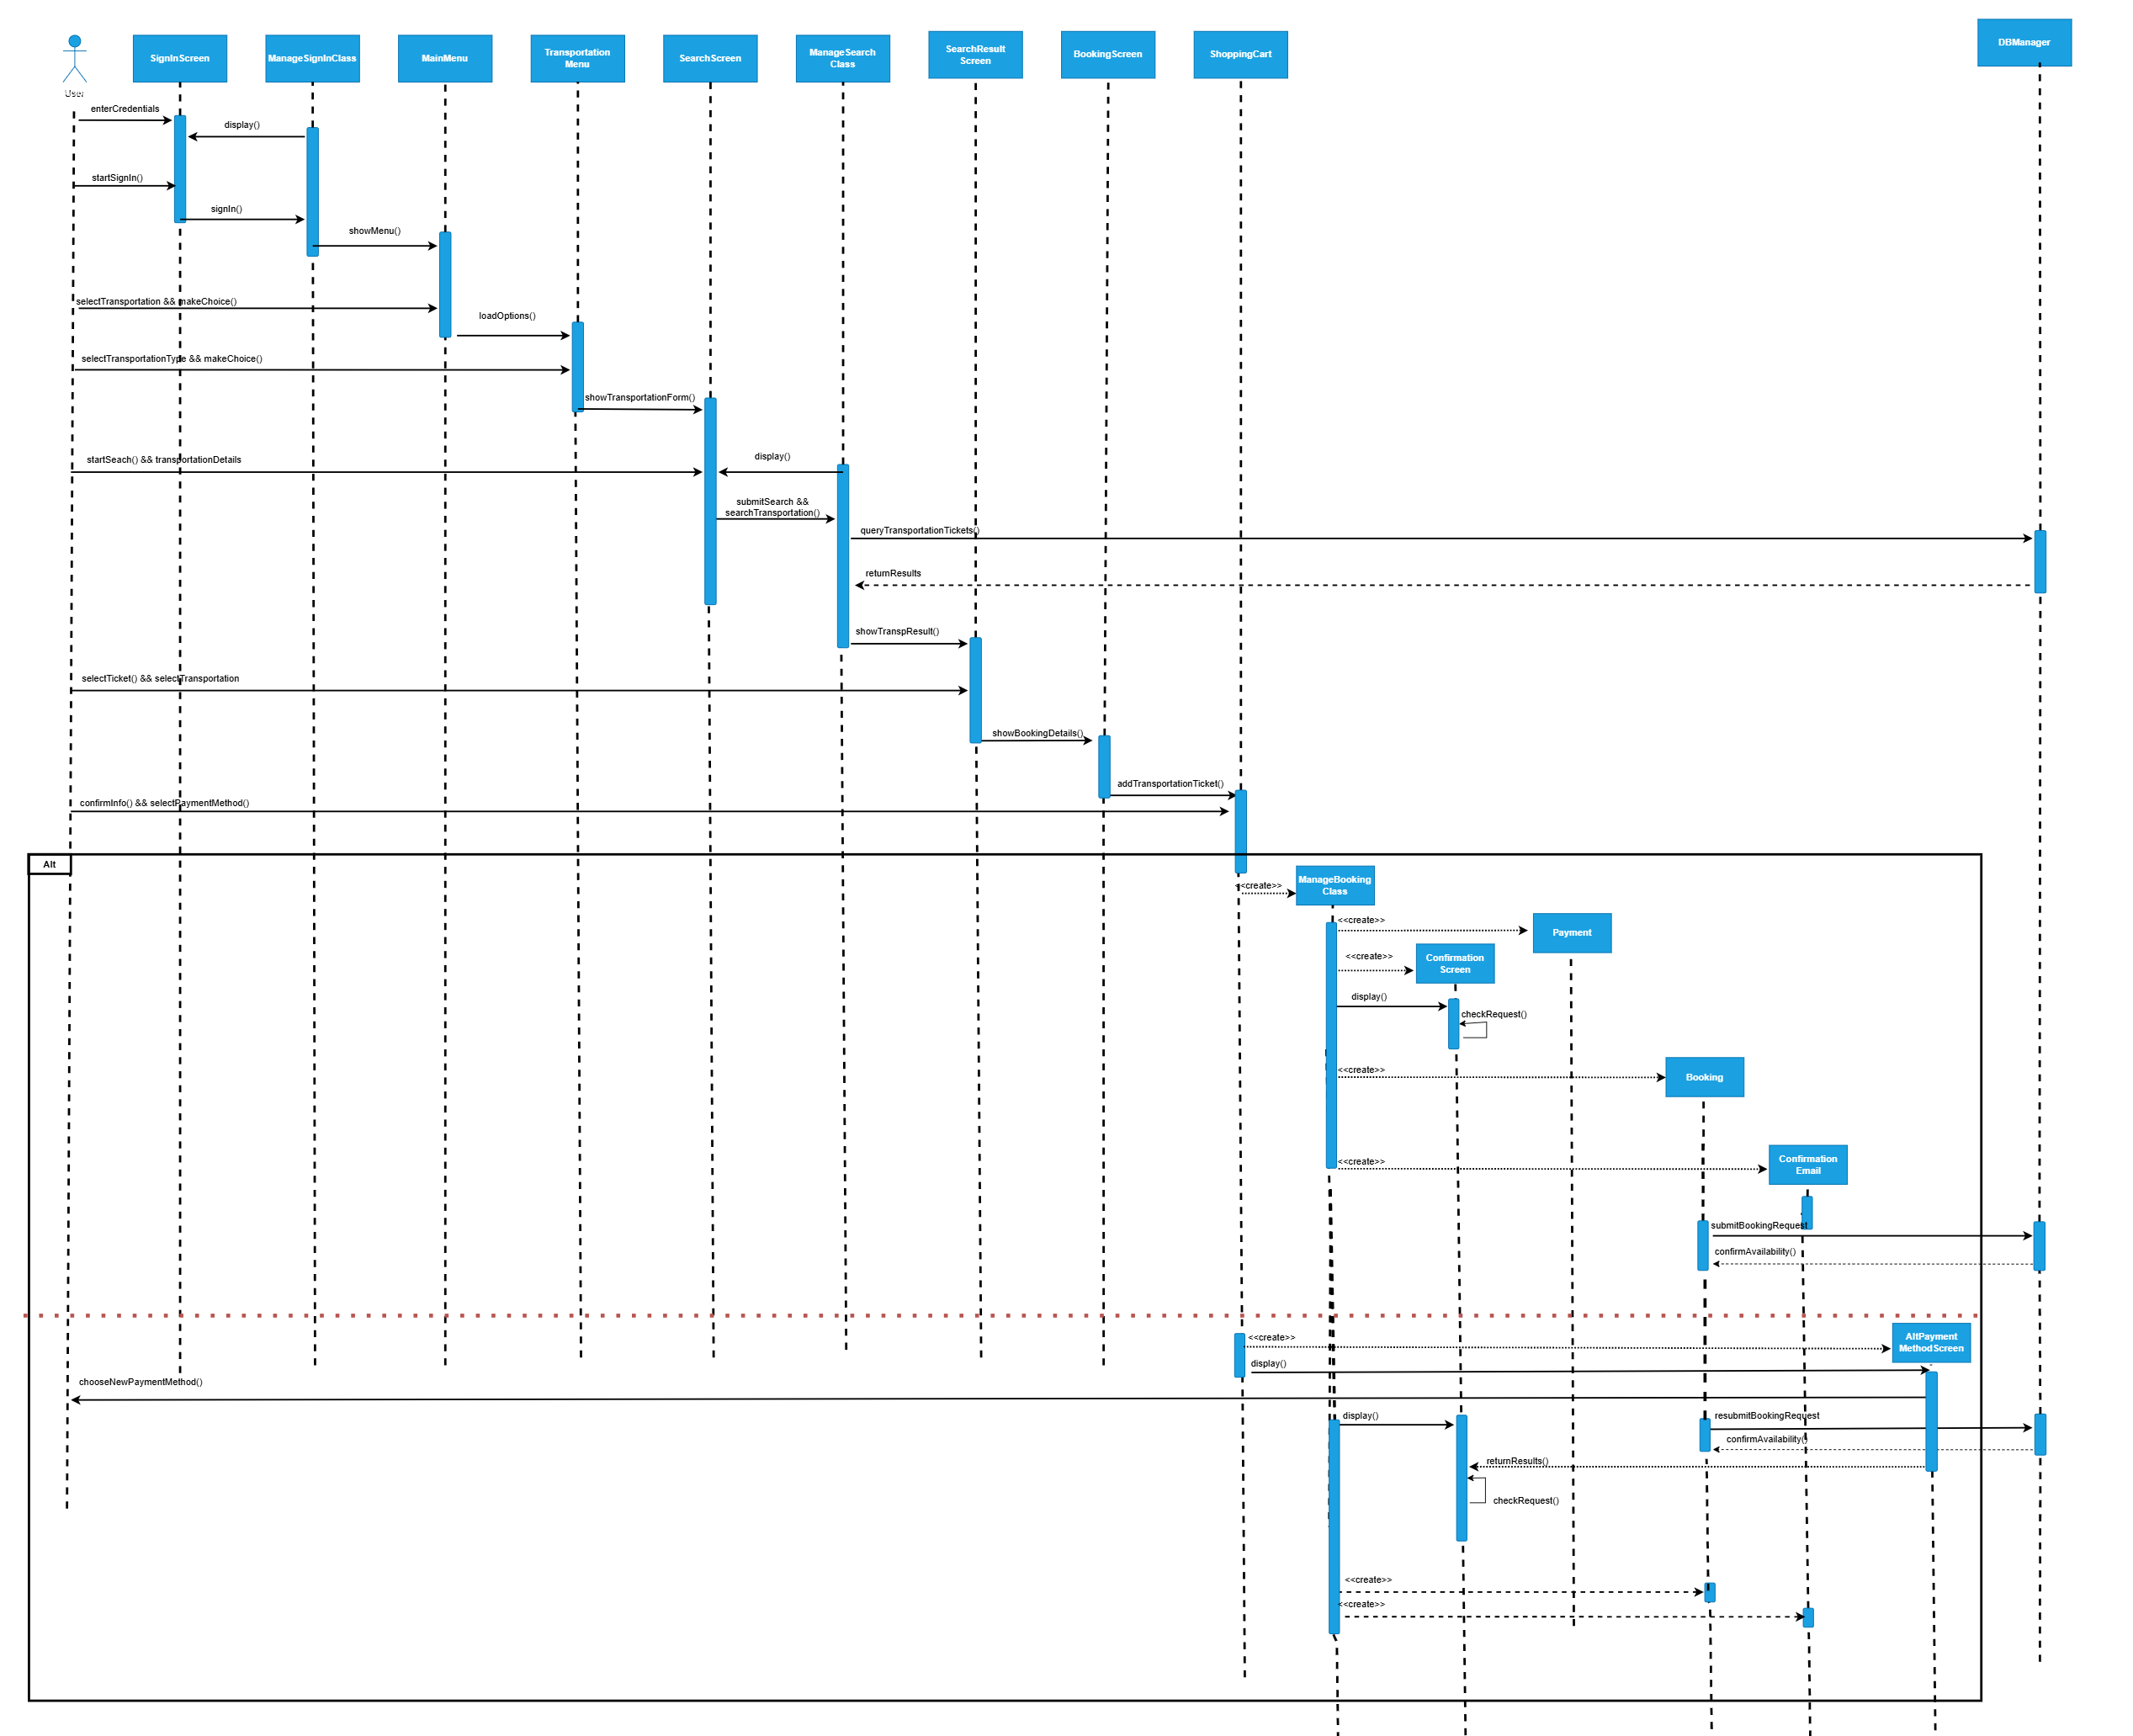 DBManager
SignInScreen
ManageSignInClass
MainMenu
Transportation
Menu
SearchScreen
ManageSearch
Class
SearchResult
Screen
BookingScreen
ShoppingCart
User
enterCredentials
display()
startSignIn()
signIn()
showMenu()
selectTransportation && makeChoice()
loadOptions()
selectTransportationType && makeChoice()
showTransportationForm()
startSeach() && transportationDetails
display()
submitSearch &&
searchTransportation()
queryTransportationTickets()
returnResults
showTranspResult()
selectTicket() && selectTransportation
showBookingDetails()
addTransportationTicket()
confirmInfo() && selectPaymentMethod()
Alt
<<create>>
ManageBooking
Class
<<create>>
Payment
<<create>>
Confirmation
Screen
display()
checkRequest()
<<create>>
Booking
<<create>>
Confirmation
Email
submitBookingRequest
confirmAvailability()
<<create>>
AltPayment
MethodScreen
display()
chooseNewPaymentMethod()
display()
resubmitBookingRequest
confirmAvailability()
returnResults()
checkRequest()
<<create>>
<<create>>